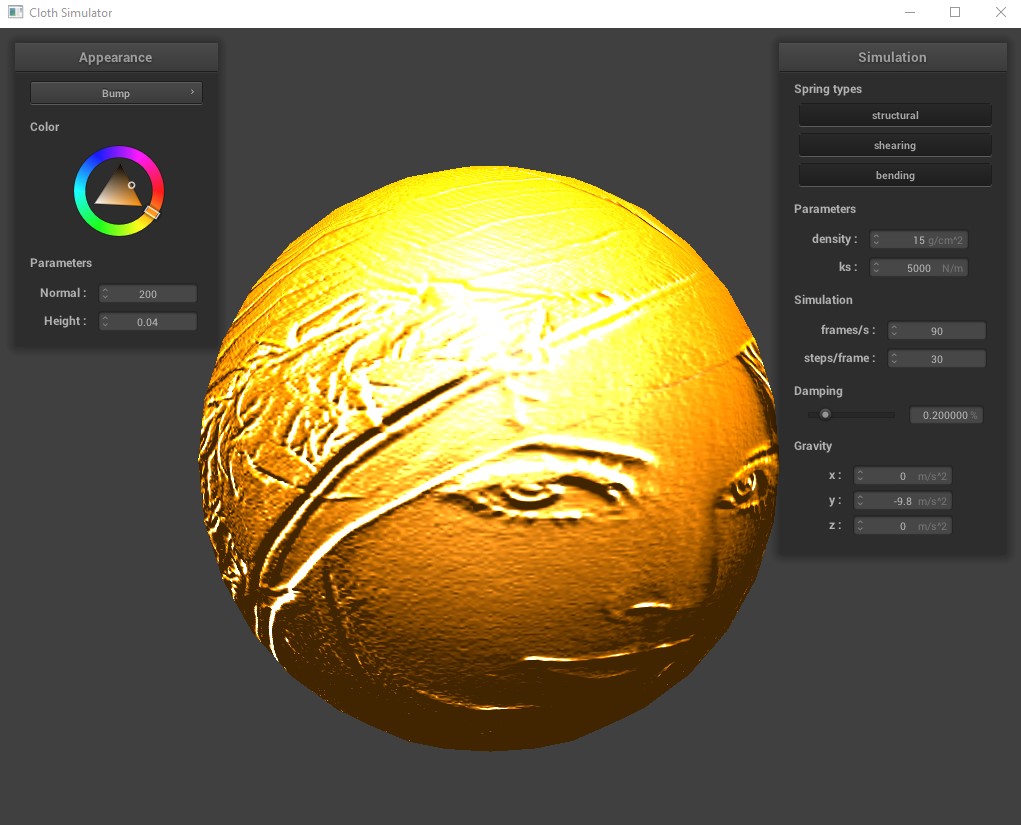 Cloth Simulator
Appearance
Bump
Color
Parameters
Normal : 200
Height : 0.04
Simulation
Spring types
structural
shearing
bending
Parameters
density : 15 g/cm^2
ks : 5000 N/m
Simulation
frames/s : 90
steps/frame : 30
Damping
0.200000 %
Gravity
x : 0 m/s^2
y : -9.8 m/s^2
z : 0 m/s^2